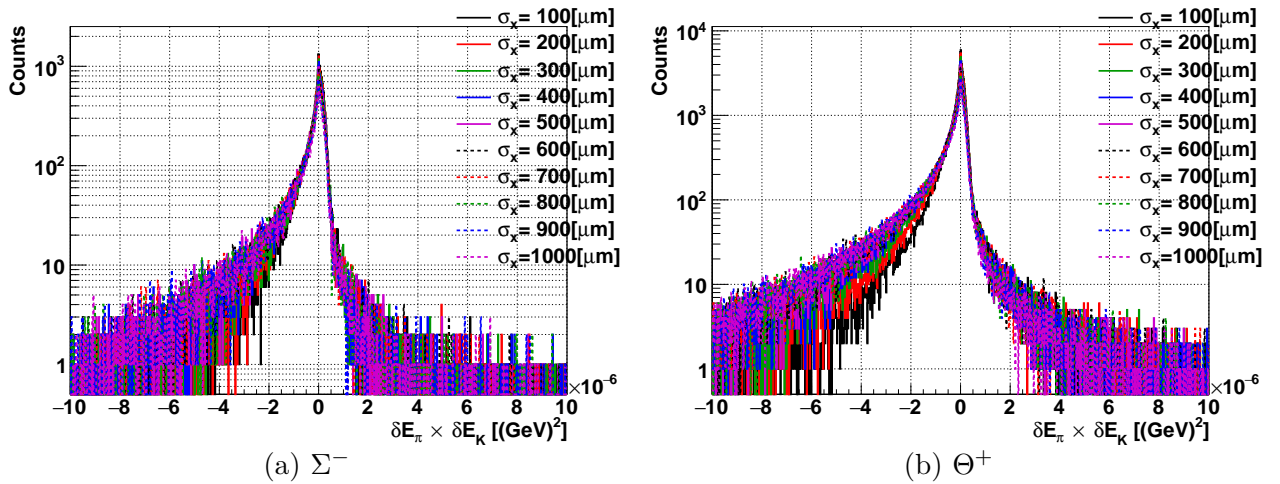 Counts
10³
10²
10
1
−10 −8 −6 −4 −2 0 2 4 6 8 10
×10⁻⁶
δE_π × δE_K [(GeV)²]
σₓ= 100[μm]
σₓ= 200[μm]
σₓ= 300[μm]
σₓ= 400[μm]
σₓ= 500[μm]
σₓ= 600[μm]
σₓ= 700[μm]
σₓ= 800[μm]
σₓ= 900[μm]
σₓ=1000[μm]
(a) Σ⁻
Counts
10⁴
10³
10²
10
1
−10 −8 −6 −4 −2 0 2 4 6 8 10
×10⁻⁶
δE_π × δE_K [(GeV)²]
σₓ= 100[μm]
σₓ= 200[μm]
σₓ= 300[μm]
σₓ= 400[μm]
σₓ= 500[μm]
σₓ= 600[μm]
σₓ= 700[μm]
σₓ= 800[μm]
σₓ= 900[μm]
σₓ=1000[μm]
(b) Θ⁺